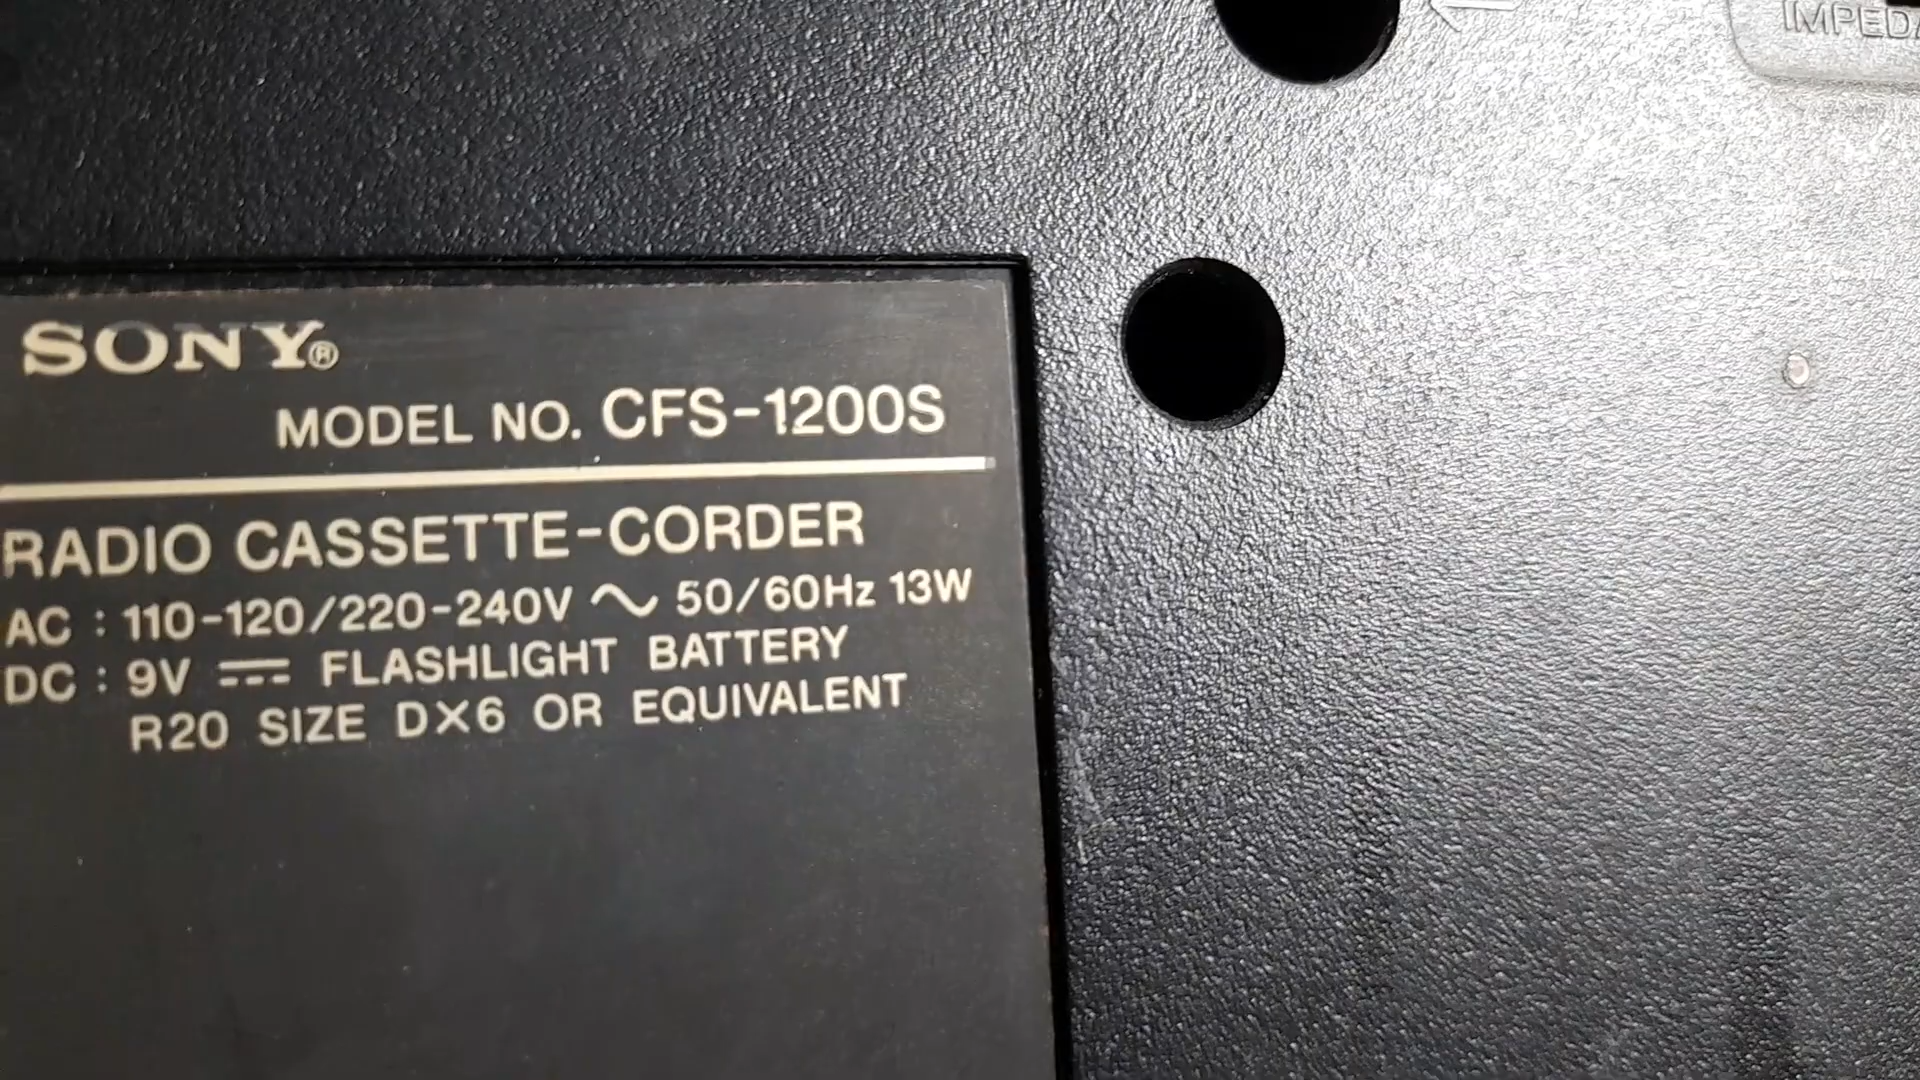 SONY®
MODEL NO. CFS-1200S
RADIO CASSETTE-CORDER
AC : 110-120/220-240V ∿ 50/60Hz 13W
DC : 9V ⎓ FLASHLIGHT BATTERY
R20 SIZE D×6 OR EQUIVALENT